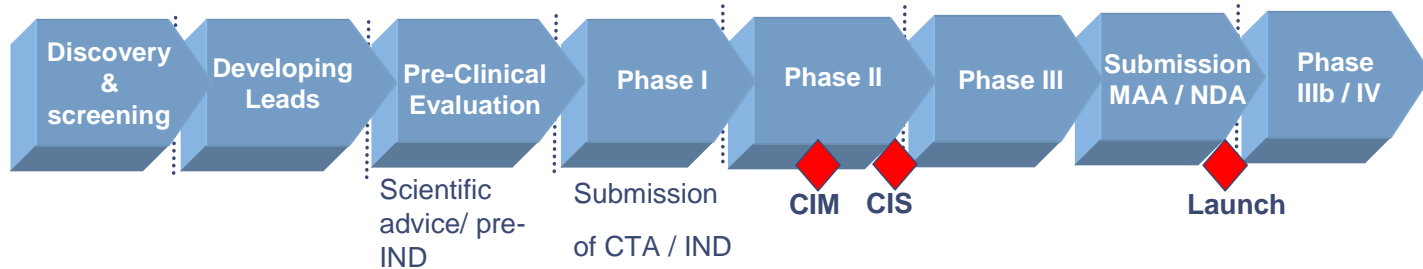 Discovery
&
screening
Developing
Leads
Pre-Clinical
Evaluation
Phase I
Phase II
Phase III
Submission
MAA / NDA
Phase
IIIb / IV
Scientific
advice/ pre-
IND
Submission
of CTA / IND
CIM
CIS
Launch